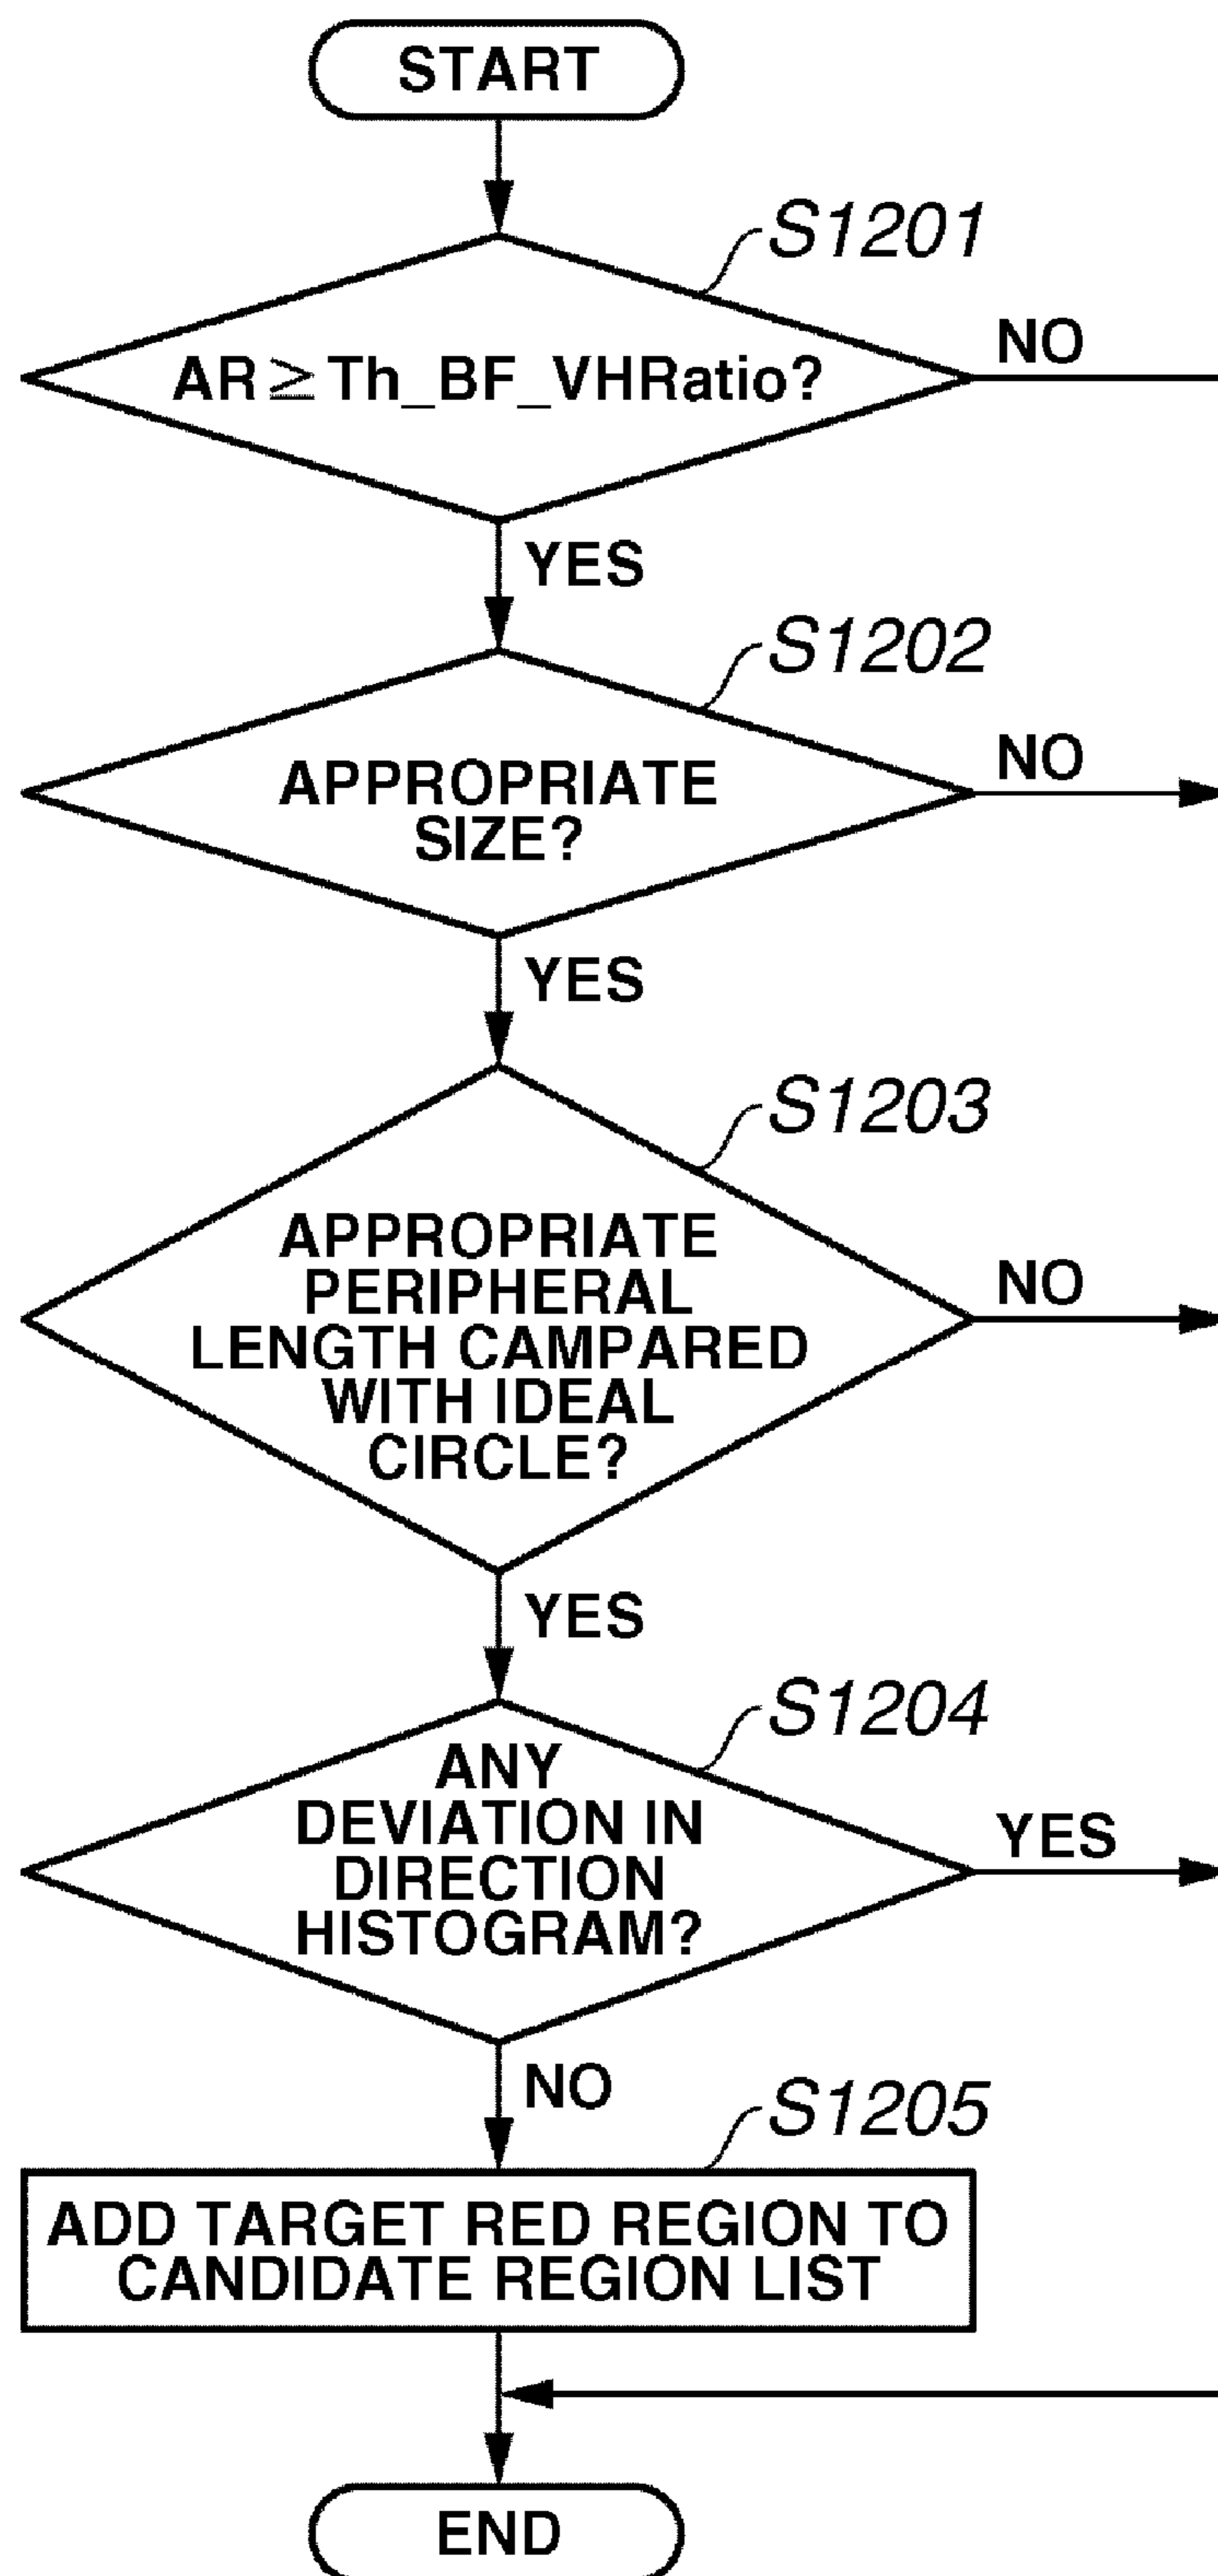 START
S1201
AR≧Th_BF_VHRatio?
NO
YES
S1202
APPROPRIATE
SIZE?
NO
YES
S1203
APPROPRIATE
PERIPHERAL
LENGTH CAMPARED
WITH IDEAL
CIRCLE?
NO
YES
S1204
ANY
DEVIATION IN
DIRECTION
HISTOGRAM?
YES
NO
S1205
ADD TARGET RED REGION TO
CANDIDATE REGION LIST
END